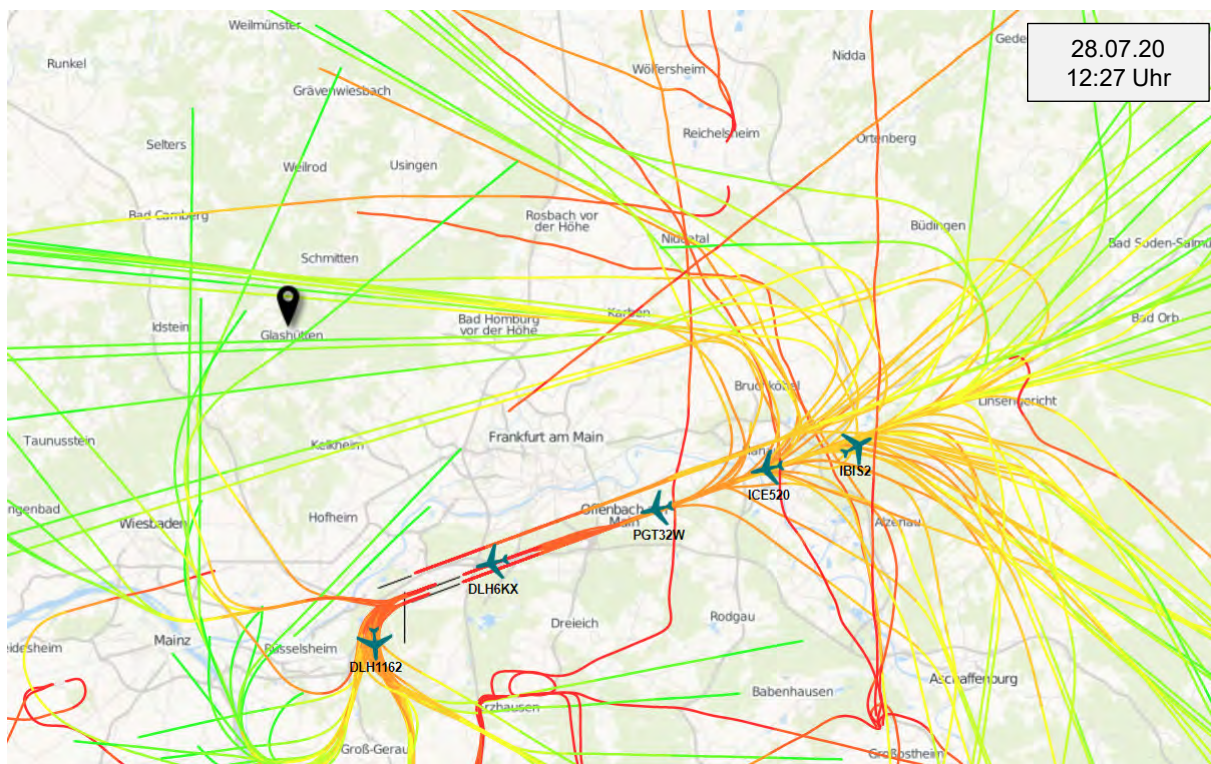 Weilmünster
Runkel
Wölfersheim
Nidda
28.07.20
12:27 Uhr
Grävenwiesbach
Reichelsheim
Ortenberg
Selters
Weilrod
Usingen
Bad Camberg
Rosbach vor
der Höhe
Büdingen
Niddatal
Schmitten
Karben
Idstein
Glashütten
Bad Homburg
vor der Höhe
Bad Orb
Bruchköbel
Linsengericht
Taunusstein
Kelkheim
Frankfurt am Main
IBIS2
ICE520
Hofheim
Wiesbaden
Offenbach
Main
PGT32W
Alzenau
DLH6KX
Rodgau
Dreieich
Mainz
Rüsselsheim
DLH1162
Aschaffenburg
Babenhausen
Groß-Gerau
Großostheim